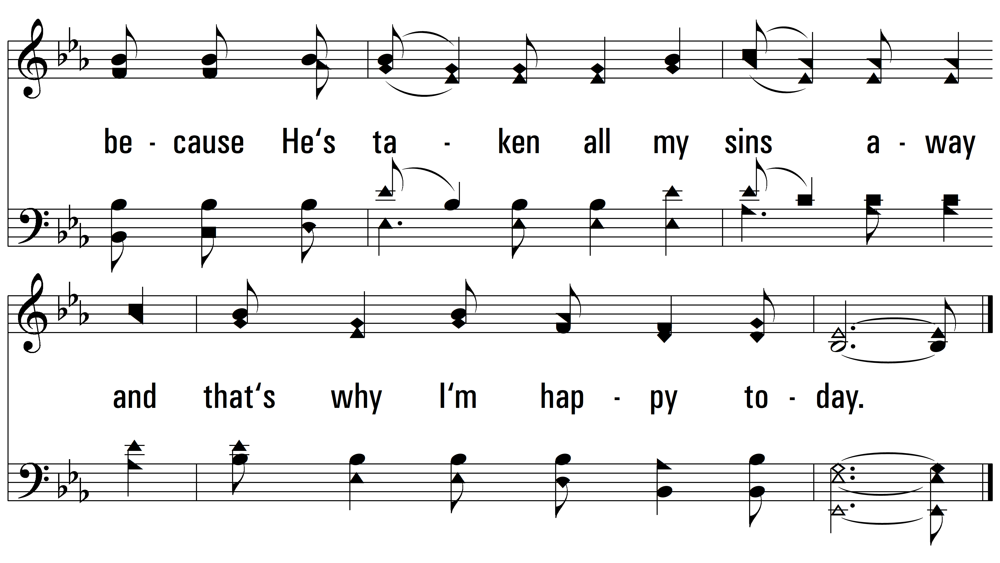 be - cause He‘s ta - ken all my sins a - way
and that‘s why I‘m hap - py to - day.